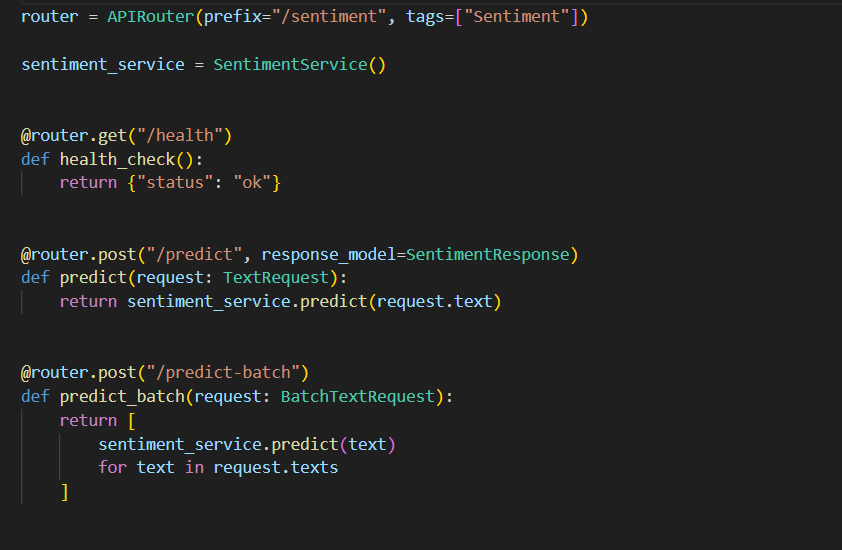 router = APIRouter(prefix="/sentiment", tags=["Sentiment"])
sentiment_service = SentimentService()
@router.get("/health")
def health_check():
    return {"status": "ok"}
@router.post("/predict", response_model=SentimentResponse)
def predict(request: TextRequest):
    return sentiment_service.predict(request.text)
@router.post("/predict-batch")
def predict_batch(request: BatchTextRequest):
    return [
        sentiment_service.predict(text)
        for text in request.texts
    ]